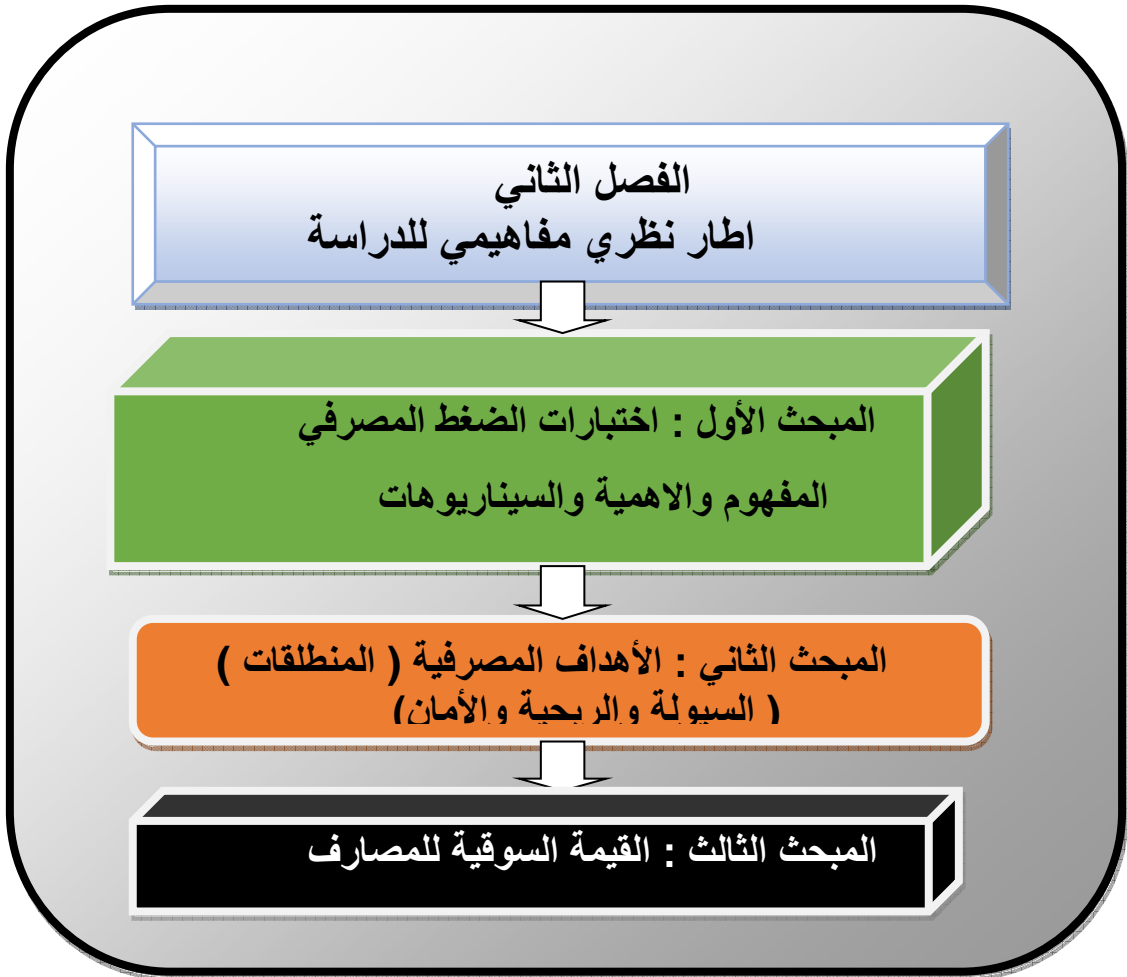 الفصل الثاني
اطار نظري مفاهيمي للدراسة
المبحث الأول : اختبارات الضغط المصرفي
المفهوم والاهمية والسيناريوهات
المبحث الثاني : الأهداف المصرفية ( المنطلقات )
( السيولة والربحية والأمان)
المبحث الثالث : القيمة السوقية للمصارف